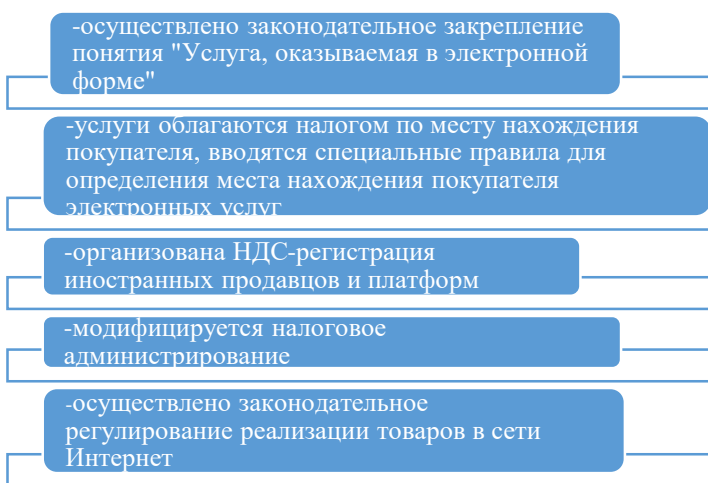 -осуществлено законодательное закрепление
понятия "Услуга, оказываемая в электронной
форме"
-услуги облагаются налогом по месту нахождения
покупателя, вводятся специальные правила для
определения места нахождения покупателя
электронных услуг
-организована НДС-регистрация
иностранных продавцов и платформ
-модифицируется налоговое
администрирование
-осуществлено законодательное
регулирование реализации товаров в сети
Интернет